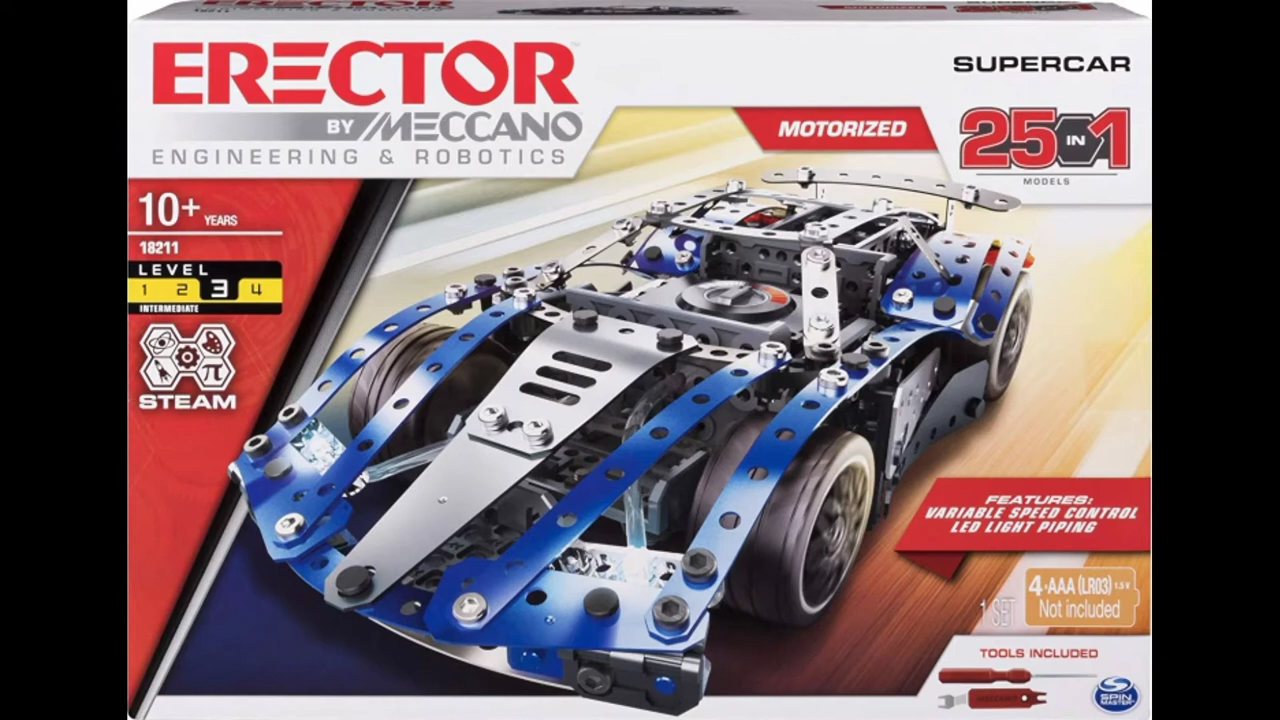 ERECTOR
BY MECCANO
ENGINEERING & ROBOTICS
SUPERCAR
MOTORIZED
25 IN 1
MODELS
10+ YEARS
18211
LEVEL
1 2 3 4
INTERMEDIATE
π
STEAM
FEATURES:
VARIABLE SPEED CONTROL
LED LIGHT PIPING
4×AAA (LR03) 1.5 V
1 SET Not included
TOOLS INCLUDED
MECCANO
SPIN
MASTER